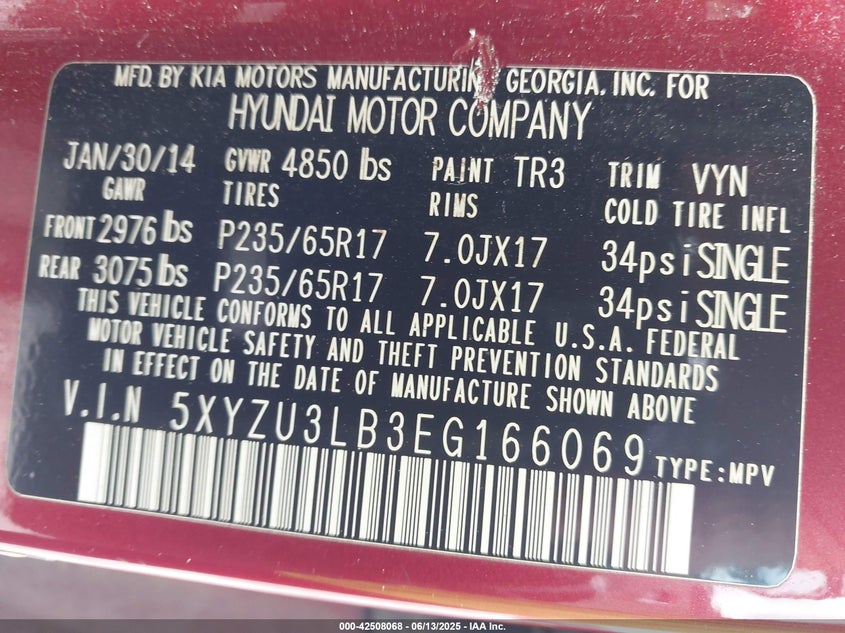 MFD. BY KIA MOTORS MANUFACTURING GEORGIA. INC. FOR
HYUNDAI MOTOR COMPANY
JAN/30/14 GVWR 4850 lbs PAINT TR3 TRIM VYN
GAWR TIRES RIMS COLD TIRE INFL
FRONT 2976 lbs P235/65R17 7.0JX17 34psi SINGLE
REAR 3075 lbs P235/65R17 7.0JX17 34psi SINGLE
THIS VEHICLE CONFORMS TO ALL APPLICABLE U.S.A. FEDERAL
MOTOR VEHICLE SAFETY AND THEFT PREVENTION STANDARDS
IN EFFECT ON THE DATE OF MANUFACTURE SHOWN ABOVE
V.I.N 5XYZU3LB3EG166069 TYPE:MPV
000-42508068 - 06/13/2025 - IAA Inc.